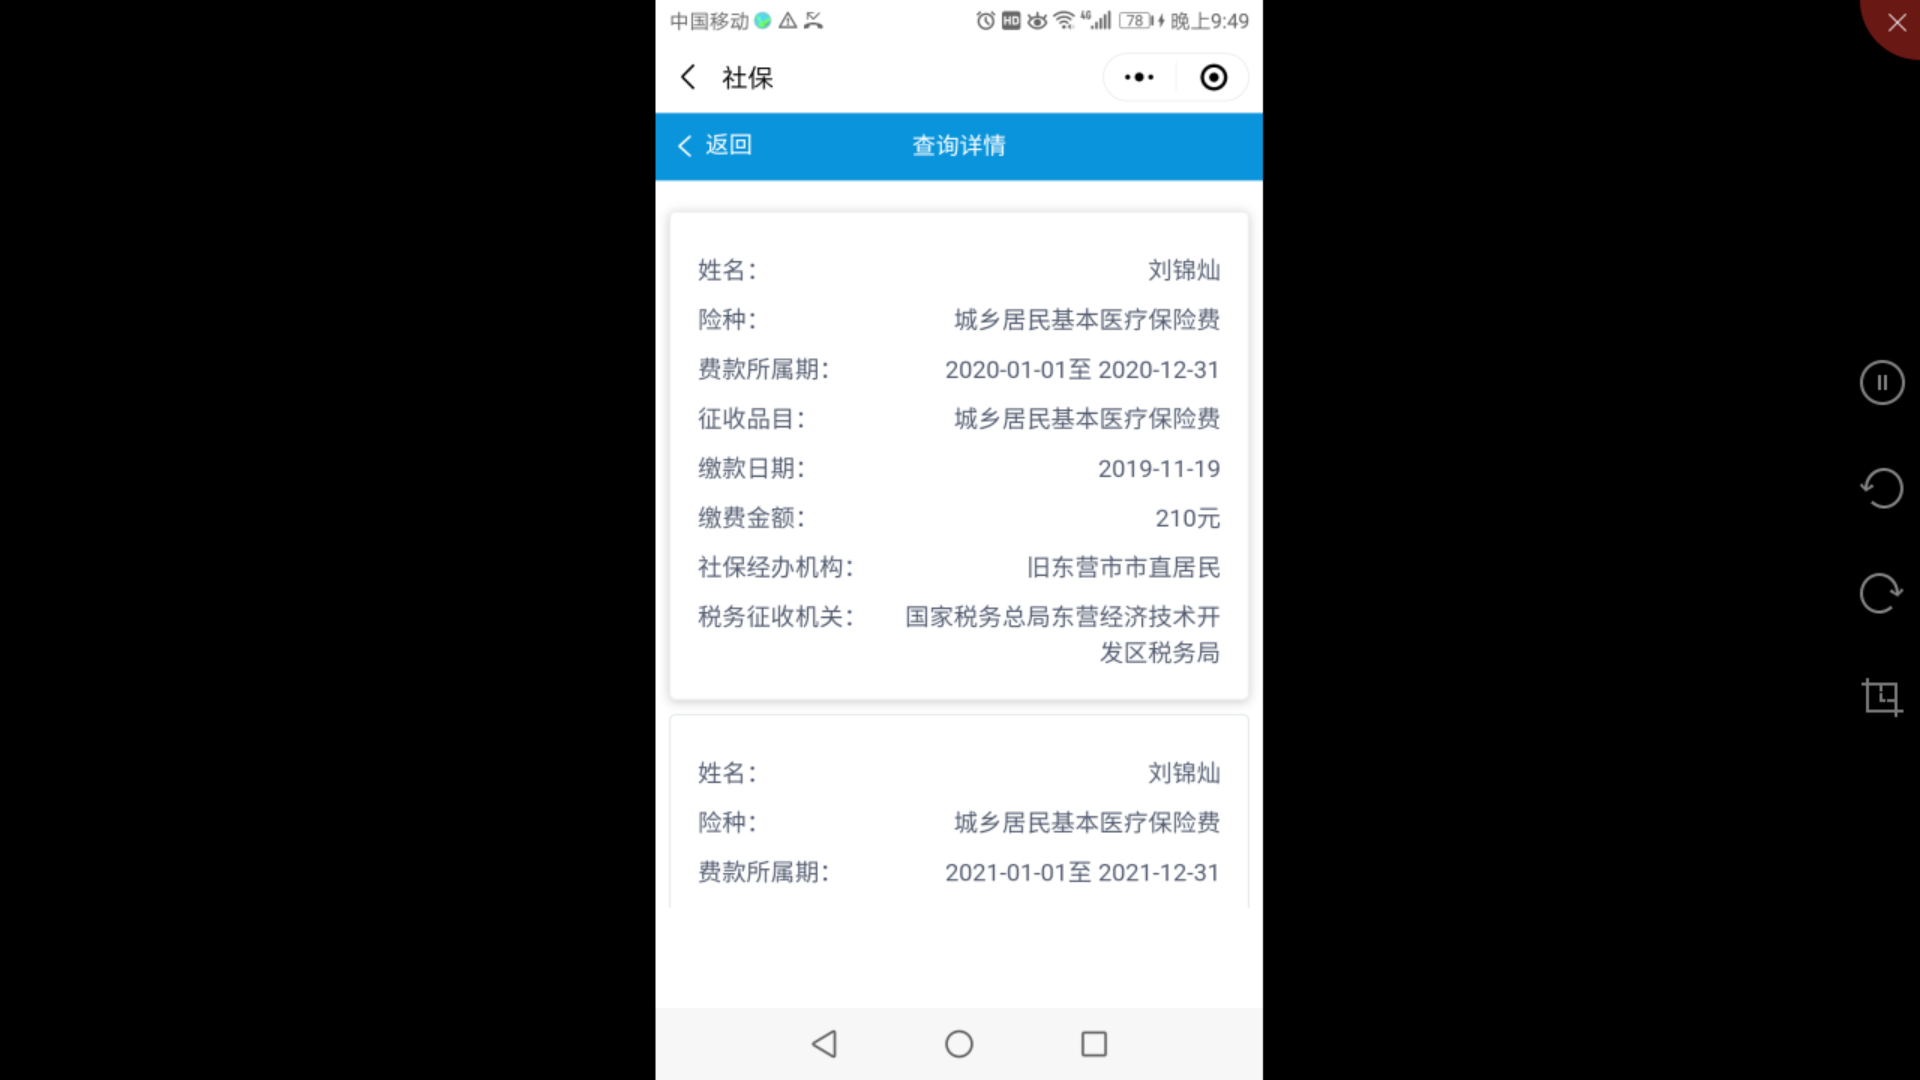 中国移动 HD 4G 78 晚上9:49
社保
返回 查询详情
姓名： 刘锦灿
险种： 城乡居民基本医疗保险费
费款所属期： 2020-01-01至 2020-12-31
征收品目： 城乡居民基本医疗保险费
缴款日期： 2019-11-19
缴费金额： 210元
社保经办机构： 旧东营市市直居民
税务征收机关： 国家税务总局东营经济技术开
发区税务局
姓名： 刘锦灿
险种： 城乡居民基本医疗保险费
费款所属期： 2021-01-01至 2021-12-31